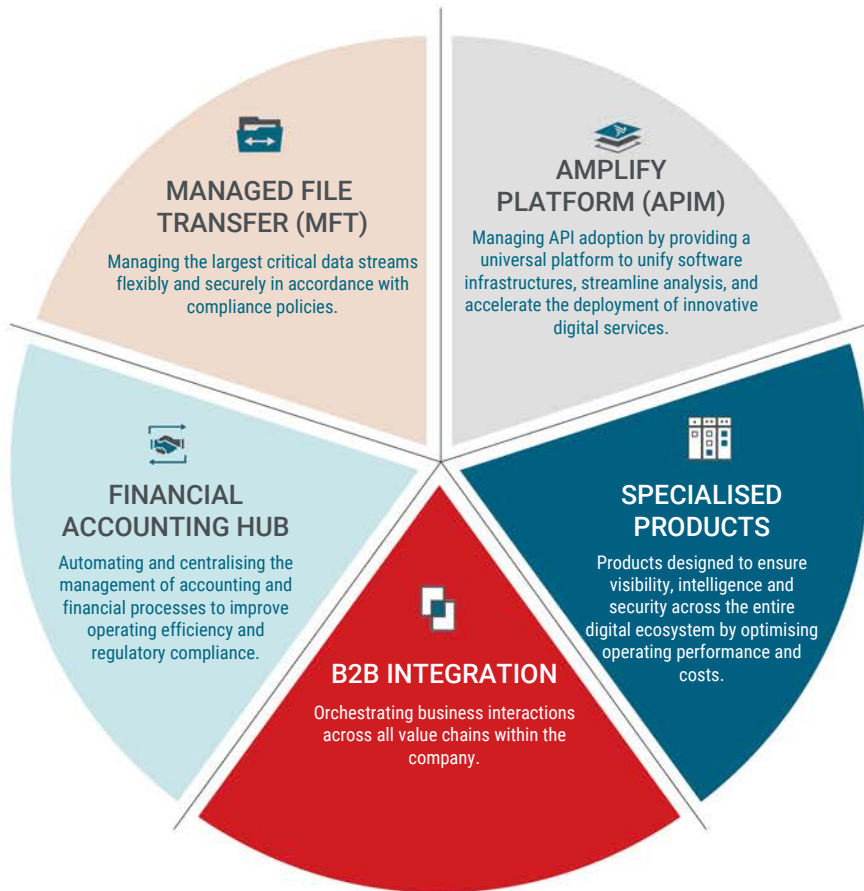 MANAGED FILE
TRANSFER (MFT)
Managing the largest critical data streams
flexibly and securely in accordance with
compliance policies.
AMPLIFY
PLATFORM (APIM)
Managing API adoption by providing a
universal platform to unify software
infrastructures, streamline analysis, and
accelerate the deployment of innovative
digital services.
FINANCIAL
ACCOUNTING HUB
Automating and centralising the
management of accounting and
financial processes to improve
operating efficiency and
regulatory compliance.
SPECIALISED
PRODUCTS
Products designed to ensure
visibility, intelligence and
security across the entire
digital ecosystem by optimising
operating performance and
costs.
B2B INTEGRATION
Orchestrating business interactions
across all value chains within the
company.